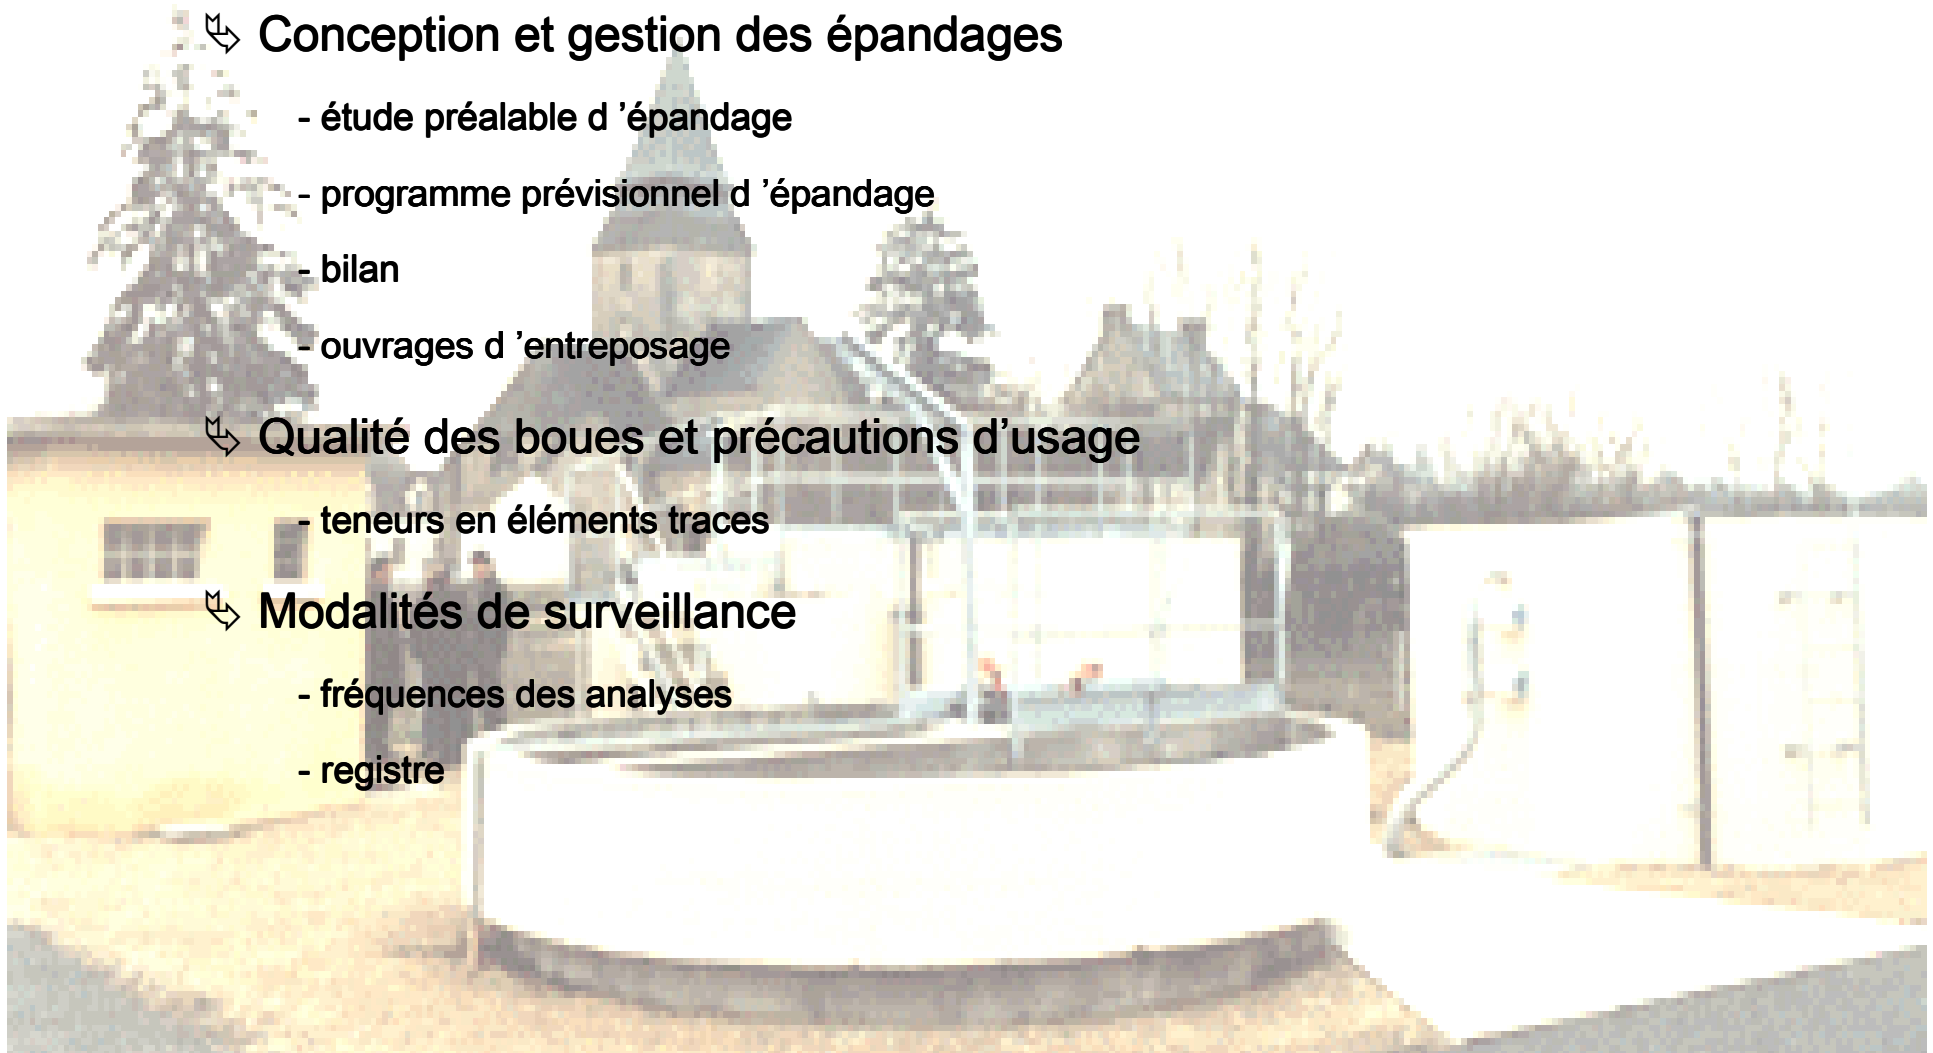 Conception et gestion des épandages
- étude préalable d ’épandage
- programme prévisionnel d ’épandage
- bilan
- ouvrages d ’entreposage
Qualité des boues et précautions d’usage
- teneurs en éléments traces
Modalités de surveillance
- fréquences des analyses
- registre